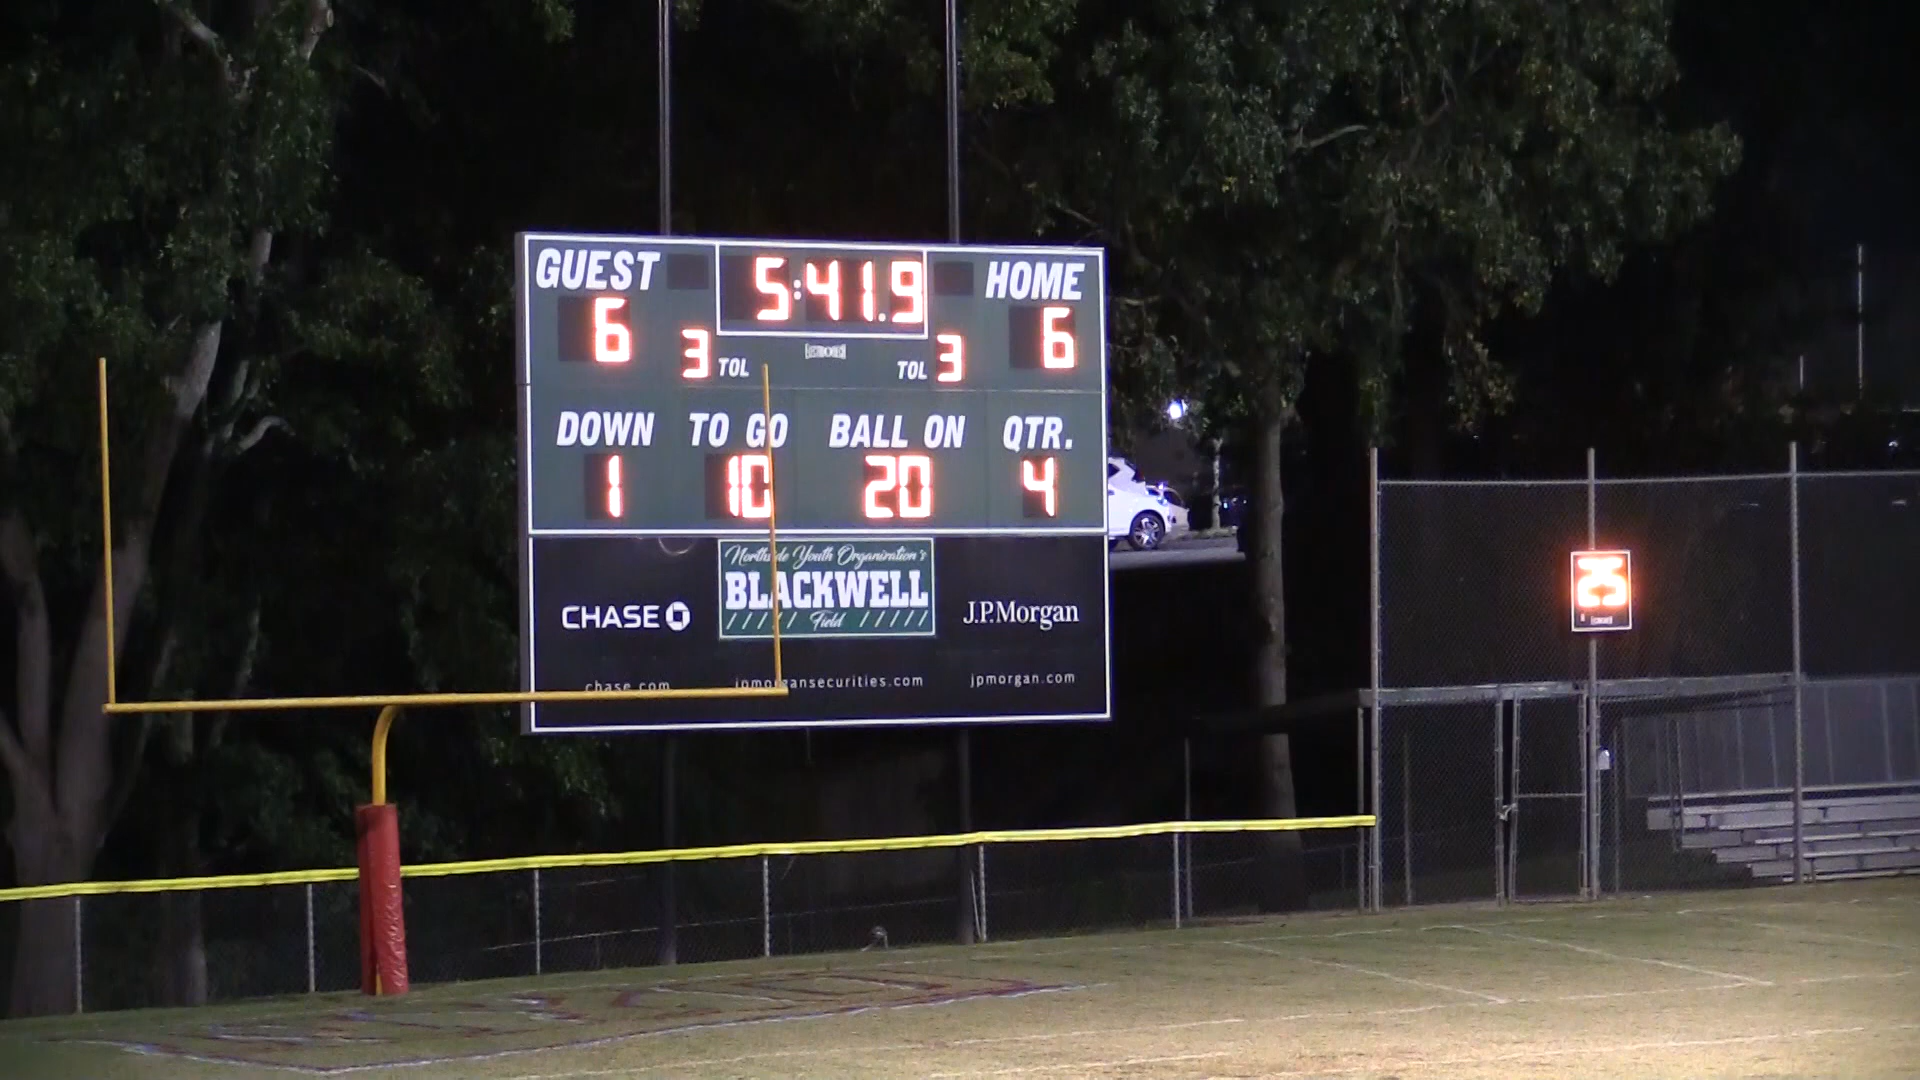 GUEST 5:41.9 HOME
6 3 TOL TOL 3 6
DOWN TO GO BALL ON QTR.
1 10 20 4
Northside Youth Organization's
BLACKWELL
Field
CHASE J.P.Morgan
chase.com jpmorgansecurities.com jpmorgan.com
25